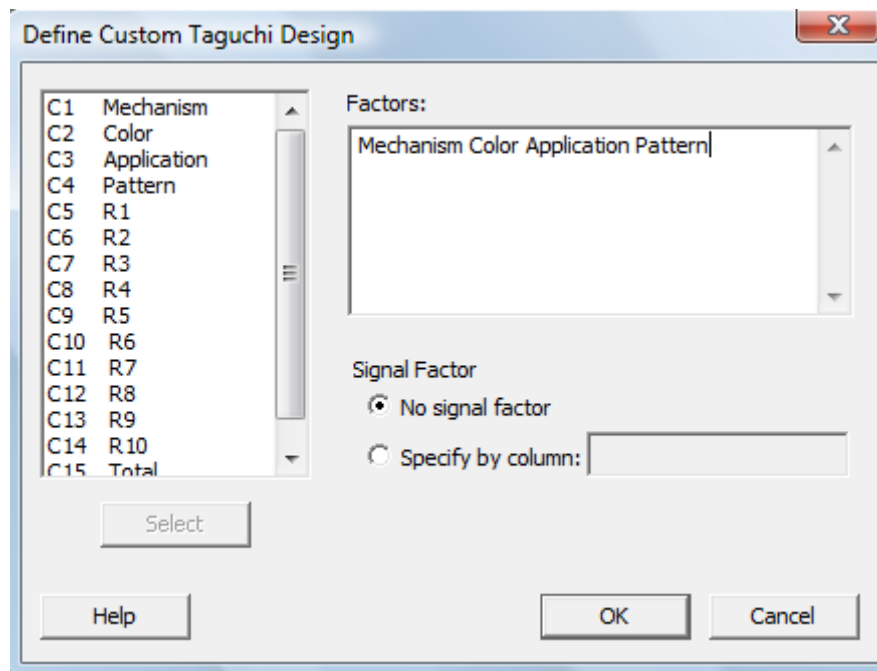 Define Custom Taguchi Design
C1 Mechanism
C2 Color
C3 Application
C4 Pattern
C5 R1
C6 R2
C7 R3
C8 R4
C9 R5
C10 R6
C11 R7
C12 R8
C13 R9
C14 R10
C15 Total
Select
Factors:
Mechanism Color Application Pattern
Signal Factor
No signal factor
Specify by column:
Help
OK
Cancel